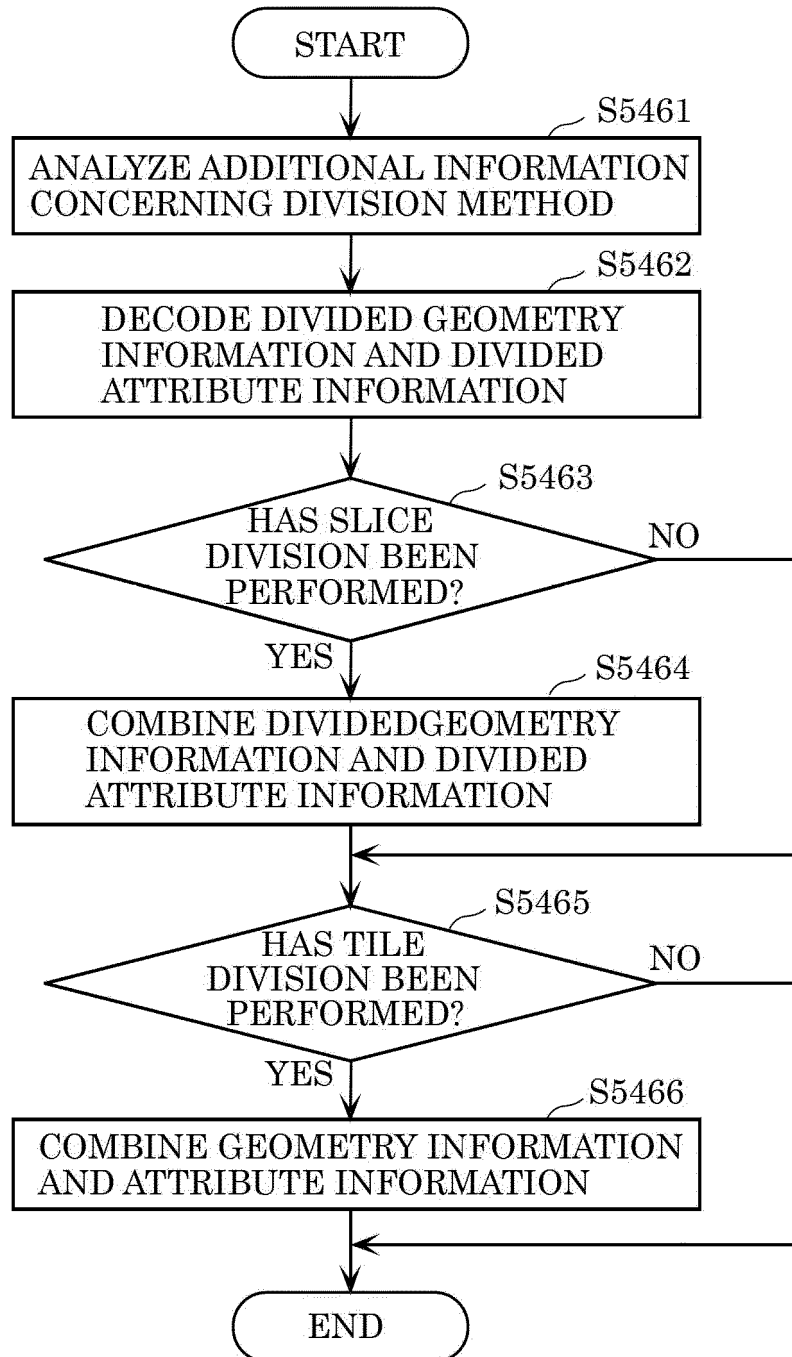 START
S5461
ANALYZE ADDITIONAL INFORMATION
CONCERNING DIVISION METHOD
S5462
DECODE DIVIDED GEOMETRY
INFORMATION AND DIVIDED
ATTRIBUTE INFORMATION
S5463
HAS SLICE
DIVISION BEEN
PERFORMED?
NO
YES
S5464
COMBINE DIVIDEDGEOMETRY
INFORMATION AND DIVIDED
ATTRIBUTE INFORMATION
S5465
HAS TILE
DIVISION BEEN
PERFORMED?
NO
YES
S5466
COMBINE GEOMETRY INFORMATION
AND ATTRIBUTE INFORMATION
END